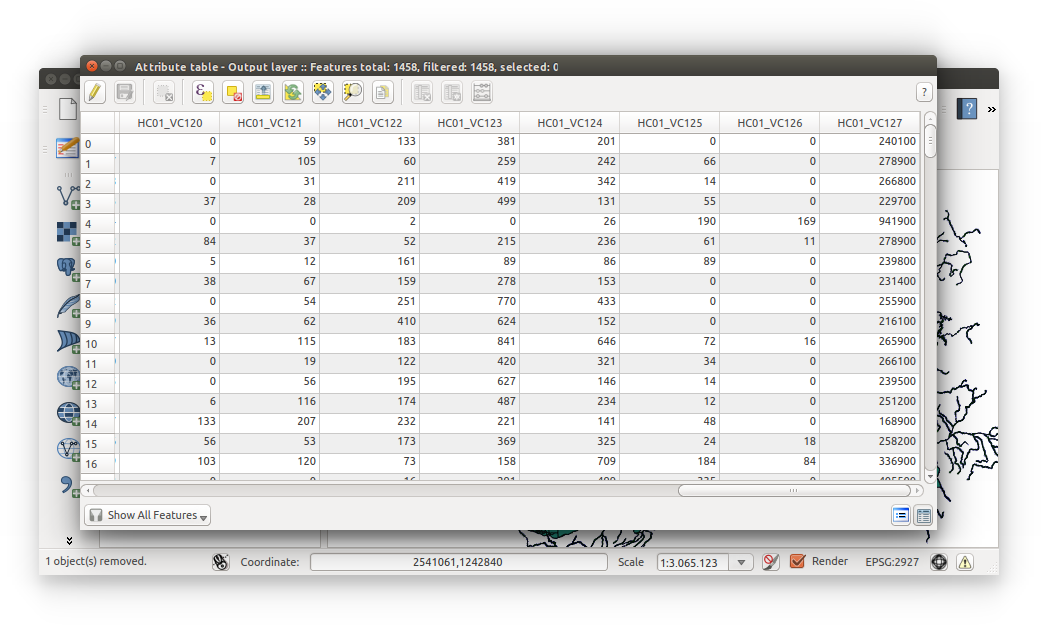 Attribute table - Output layer :: Features total: 1458, filtered: 1458, selected: 0
ε
?
?
»
HC01_VC120 HC01_VC121 HC01_VC122 HC01_VC123 HC01_VC124 HC01_VC125 HC01_VC126 HC01_VC127
0 0 59 133 381 201 0 0 240100
1 7 105 60 259 242 66 0 278900
2 0 31 211 419 342 14 0 266800
3 37 28 209 499 131 55 0 229700
4 0 0 2 0 26 190 169 941900
5 84 37 52 215 236 61 11 278900
6 5 12 161 89 86 89 0 239800
7 38 67 159 278 153 0 0 231400
8 0 54 251 770 433 0 0 255900
9 36 62 410 624 152 0 0 216100
10 13 115 183 841 646 72 16 265900
11 0 19 122 420 321 34 0 266100
12 0 56 195 627 146 14 0 239500
13 6 116 174 487 234 12 0 251200
14 133 207 232 221 141 48 0 168900
15 56 53 173 369 325 24 18 258200
16 103 120 73 158 709 184 84 336900
Show All Features
1 object(s) removed. Coordinate: 2541061,1242840 Scale 1:3.065.123 Render EPSG:2927